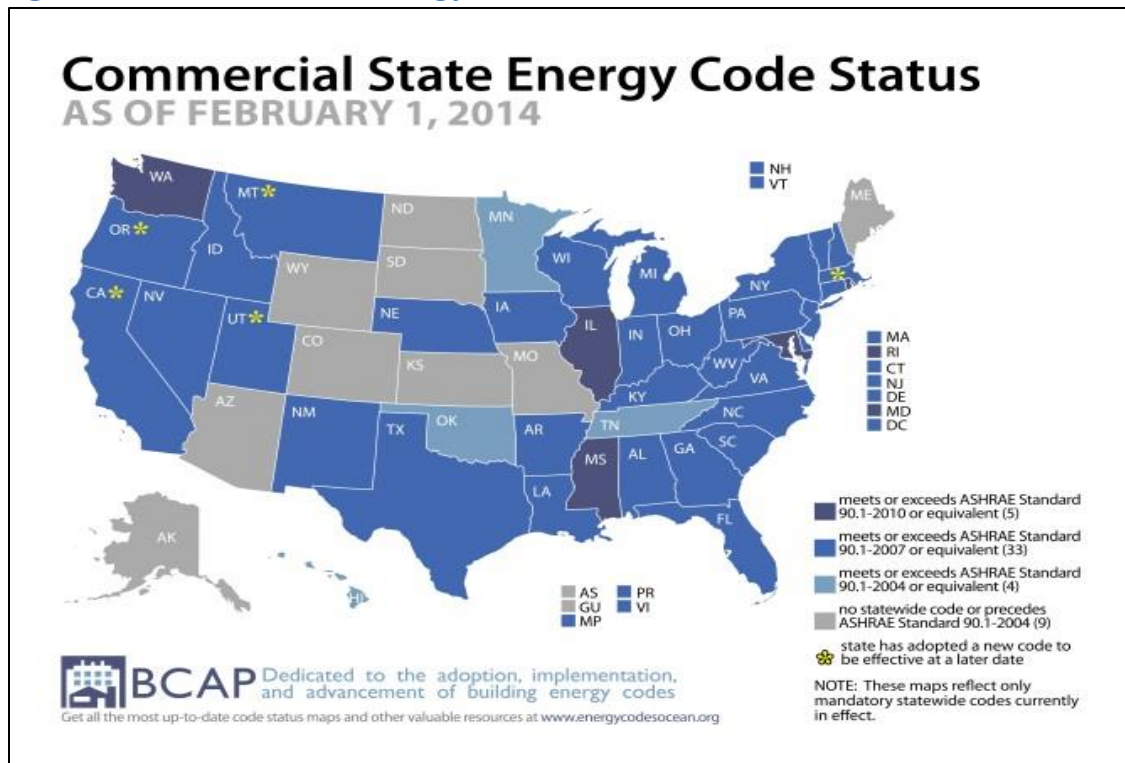 Commercial State Energy Code Status
AS OF FEBRUARY 1, 2014
NH
VT
WA
MT
ME
ND
MN
OR
ID
WI
SD
MI
WY
NY
CA
NV
IA
NE
PA
UT
IL
IN
OH
CO
MO
WV
KS
VA
KY
AZ
NM
OK
TN
NC
TX
AR
SC
MS
AL
GA
LA
FL
AK
HI
MA
RI
CT
NJ
DE
MD
DC
meets or exceeds ASHRAE Standard
90.1-2010 or equivalent (5)
meets or exceeds ASHRAE Standard
90.1-2007 or equivalent (33)
meets or exceeds ASHRAE Standard
90.1-2004 or equivalent (4)
no statewide code or precedes
ASHRAE Standard 90.1-2004 (9)
state has adopted a new code to
be effective at a later date
NOTE: These maps reflect only
mandatory statewide codes currently
in effect.
AS
GU
MP
PR
VI
BCAP
Dedicated to the adoption, implementation,
and advancement of building energy codes
Get all the most up-to-date code status maps and other valuable resources at www.energycodesocean.org